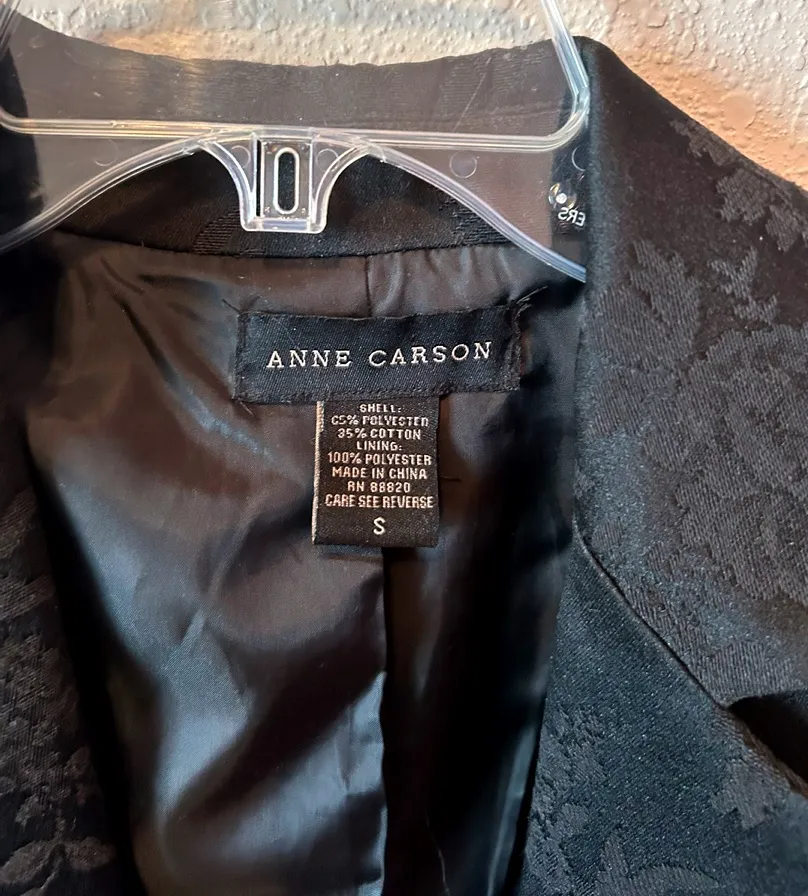 ANNE CARSON
SHELL:
65% POLYESTER
35% COTTON
LINING:
100% POLYESTER
MADE IN CHINA
RN 88820
CARE SEE REVERSE
S